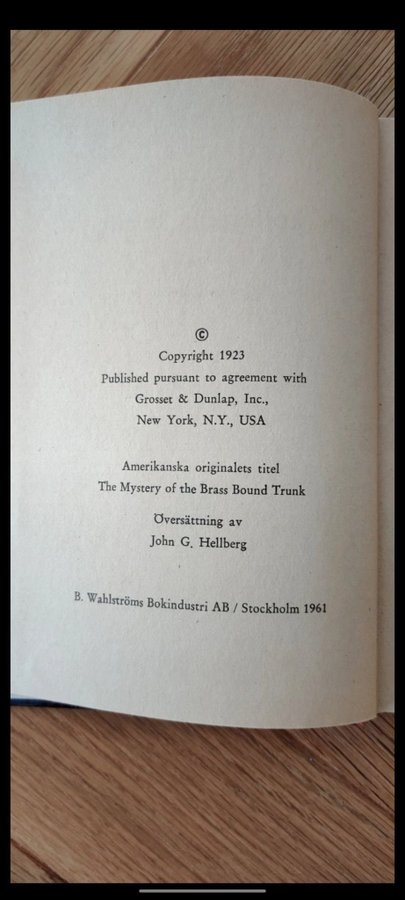 ©
Copyright 1923
Published pursuant to agreement with
Grosset & Dunlap, Inc.,
New York, N.Y., USA
Amerikanska originalets titel
The Mystery of the Brass Bound Trunk
Översättning av
John G. Hellberg
B. Wahlströms Bokindustri AB / Stockholm 1961